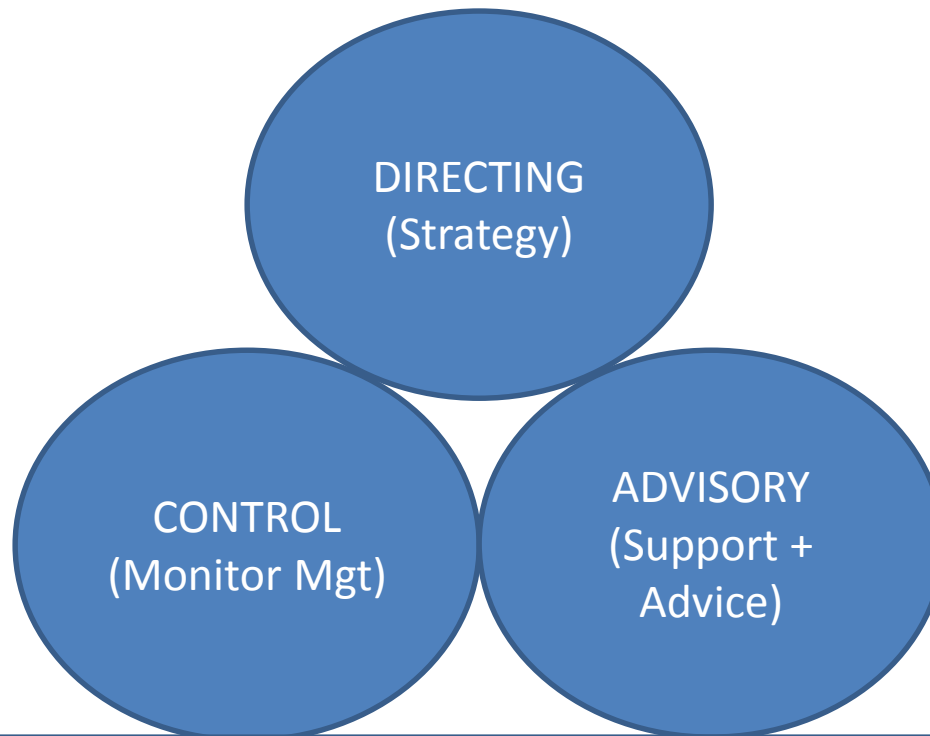 DIRECTING
(Strategy)
CONTROL
(Monitor Mgt)
ADVISORY
(Support +
Advice)